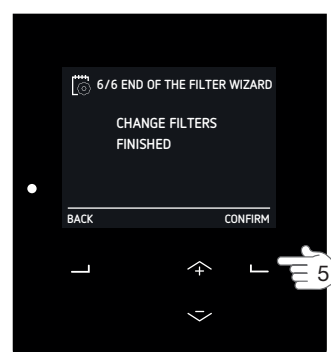 6/6 END OF THE FILTER WIZARD
CHANGE FILTERS
FINISHED
BACK CONFIRM
5